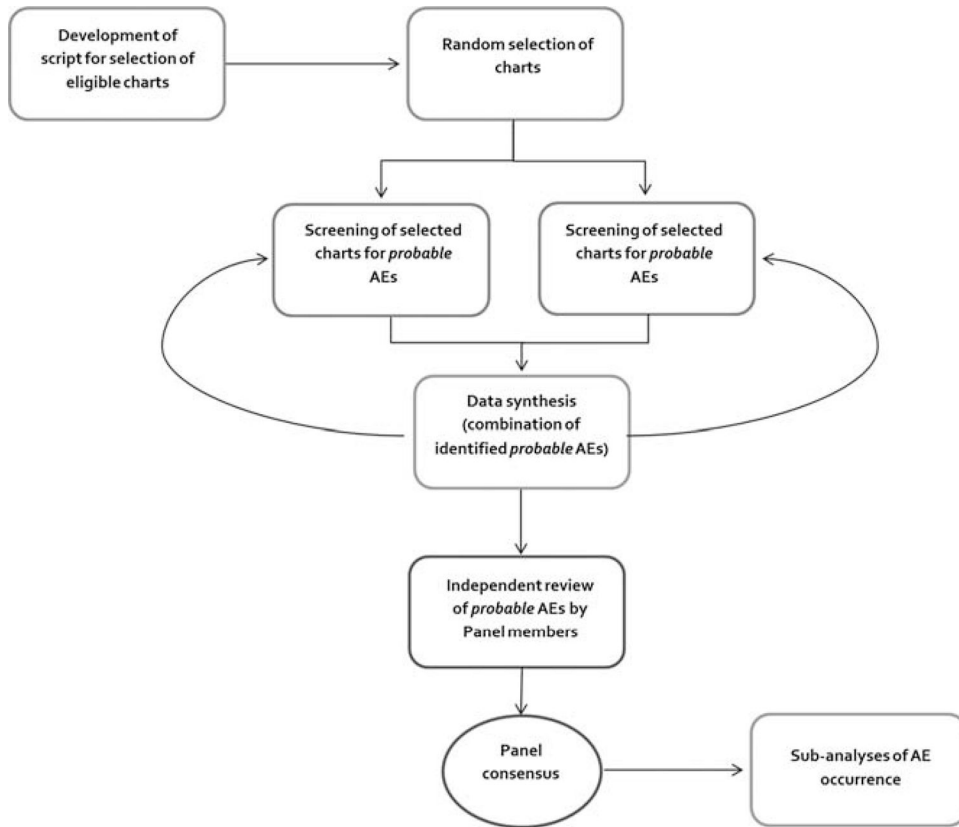 Development of
script for selection of
eligible charts
Random selection of
charts
Screening of selected
charts for probable
AEs
Screening of selected
charts for probable
AEs
Data synthesis
(combination of
identified probable AEs)
Independent review
of probable AEs by
Panel members
Panel
consensus
Sub-analyses of AE
occurrence